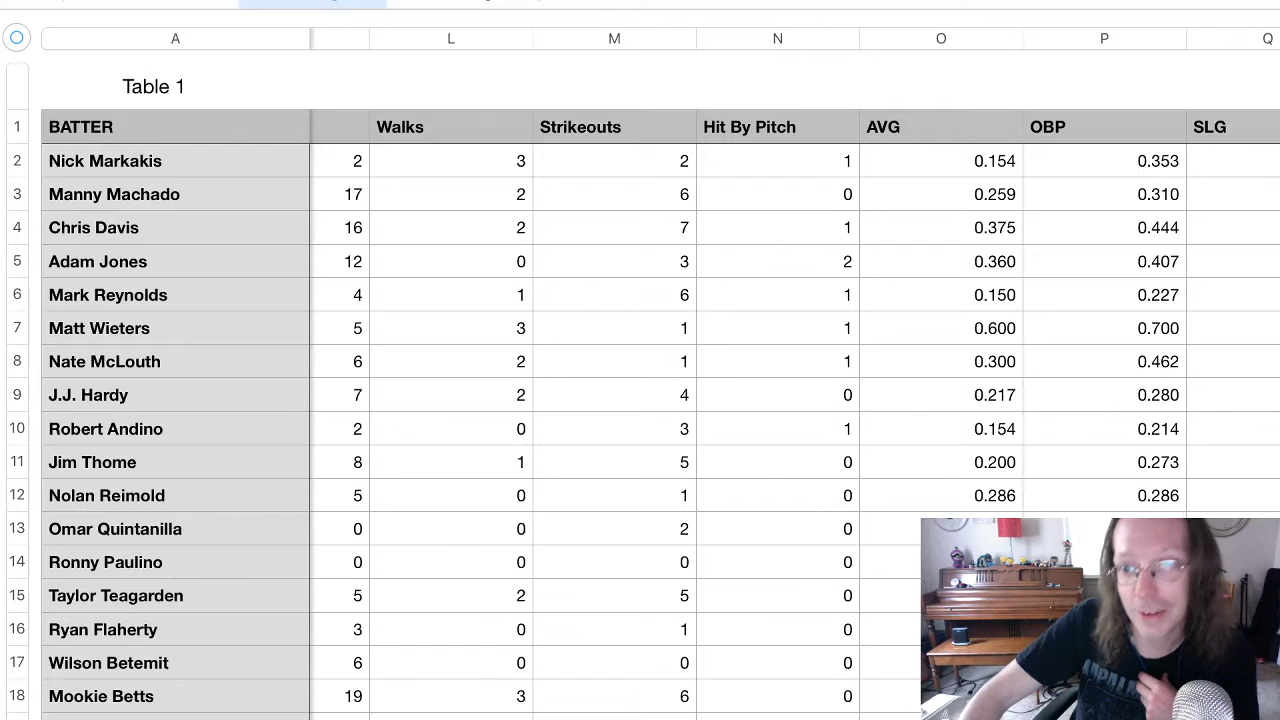 A L M N O P Q
Table 1
1 BATTER Walks Strikeouts Hit By Pitch AVG OBP SLG
2 Nick Markakis 2 3 2 1 0.154 0.353
3 Manny Machado 17 2 6 0 0.259 0.310
4 Chris Davis 16 2 7 1 0.375 0.444
5 Adam Jones 12 0 3 2 0.360 0.407
6 Mark Reynolds 4 1 6 1 0.150 0.227
7 Matt Wieters 5 3 1 1 0.600 0.700
8 Nate McLouth 6 2 1 1 0.300 0.462
9 J.J. Hardy 7 2 4 0 0.217 0.280
10 Robert Andino 2 0 3 1 0.154 0.214
11 Jim Thome 8 1 5 0 0.200 0.273
12 Nolan Reimold 5 0 1 0 0.286 0.286
13 Omar Quintanilla 0 0 2 0
14 Ronny Paulino 0 0 0 0
15 Taylor Teagarden 5 2 5 0
16 Ryan Flaherty 3 0 1 0
17 Wilson Betemit 6 0 0 0
18 Mookie Betts 19 3 6 0